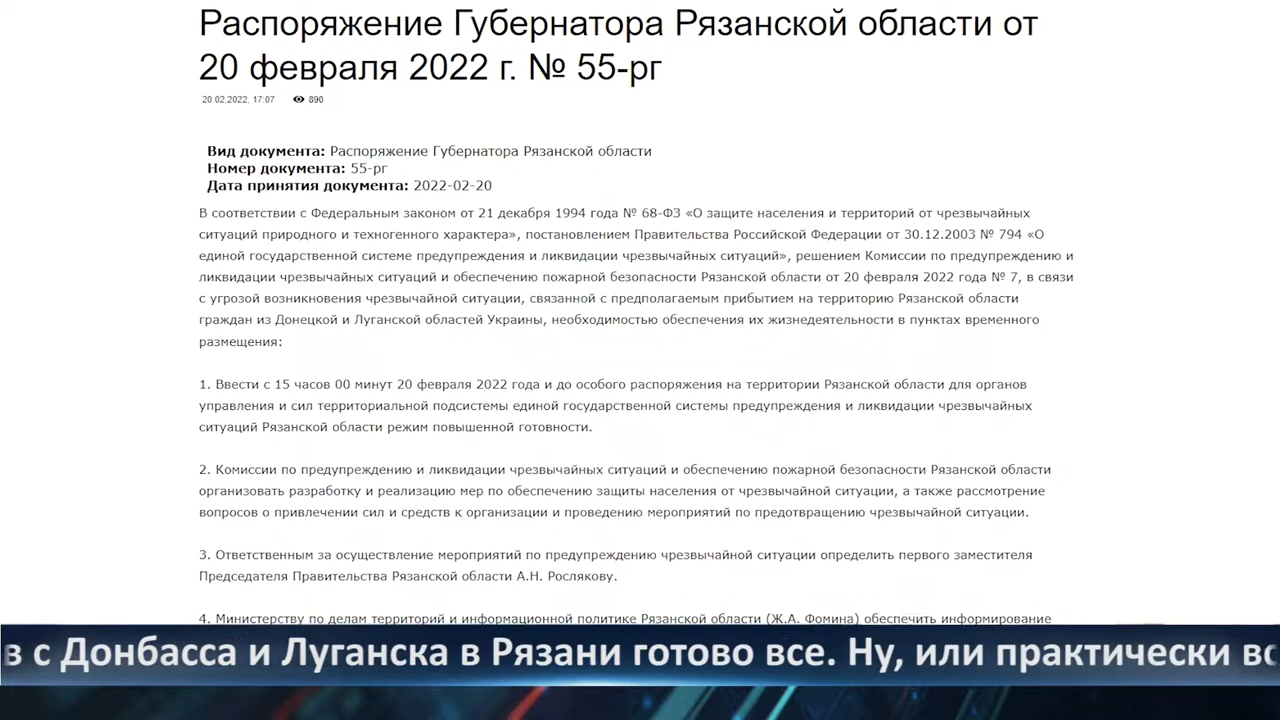 Распоряжение Губернатора Рязанской области от
20 февраля 2022 г. № 55-рг
20.02.2022, 17:07 890
Вид документа: Распоряжение Губернатора Рязанской области
Номер документа: 55-рг
Дата принятия документа: 2022-02-20
В соответствии с Федеральным законом от 21 декабря 1994 года № 68-ФЗ «О защите населения и территорий от чрезвычайных
ситуаций природного и техногенного характера», постановлением Правительства Российской Федерации от 30.12.2003 № 794 «О
единой государственной системе предупреждения и ликвидации чрезвычайных ситуаций», решением Комиссии по предупреждению и
ликвидации чрезвычайных ситуаций и обеспечению пожарной безопасности Рязанской области от 20 февраля 2022 года № 7, в связи
с угрозой возникновения чрезвычайной ситуации, связанной с предполагаемым прибытием на территорию Рязанской области
граждан из Донецкой и Луганской областей Украины, необходимостью обеспечения их жизнедеятельности в пунктах временного
размещения:
1. Ввести с 15 часов 00 минут 20 февраля 2022 года и до особого распоряжения на территории Рязанской области для органов
управления и сил территориальной подсистемы единой государственной системы предупреждения и ликвидации чрезвычайных
ситуаций Рязанской области режим повышенной готовности.
2. Комиссии по предупреждению и ликвидации чрезвычайных ситуаций и обеспечению пожарной безопасности Рязанской области
организовать разработку и реализацию мер по обеспечению защиты населения от чрезвычайной ситуации, а также рассмотрение
вопросов о привлечении сил и средств к организации и проведению мероприятий по предотвращению чрезвычайной ситуации.
3. Ответственным за осуществление мероприятий по предупреждению чрезвычайной ситуации определить первого заместителя
Председателя Правительства Рязанской области А.Н. Рослякову.
4. Министерству по делам территорий и информационной политике Рязанской области (Ж.А. Фомина) обеспечить информирование
в с Донбасса и Луганска в Рязани готово все. Ну, или практически вс